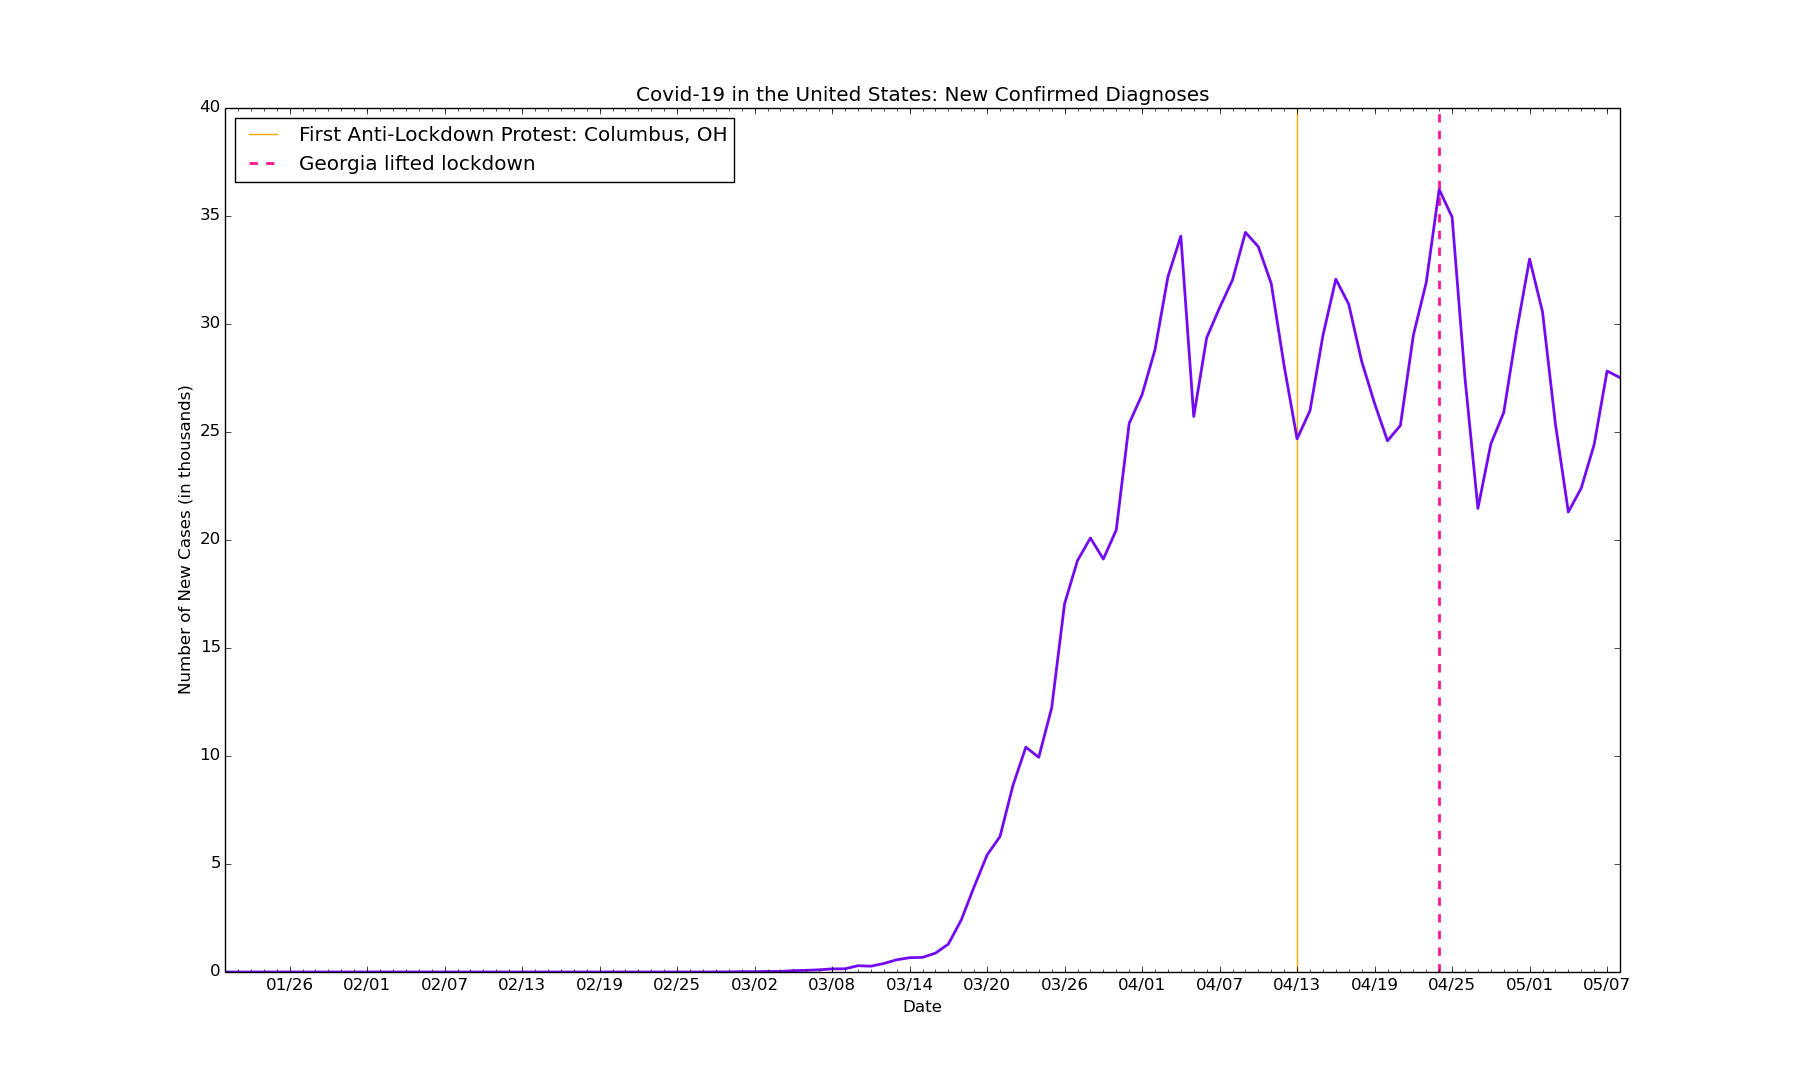 Covid-19 in the United States: New Confirmed Diagnoses
First Anti-Lockdown Protest: Columbus, OH
Georgia lifted lockdown
Number of New Cases (in thousands)
40
35
30
25
20
15
10
5
0
01/26 02/01 02/07 02/13 02/19 02/25 03/02 03/08 03/14 03/20 03/26 04/01 04/07 04/13 04/19 04/25 05/01 05/07
Date